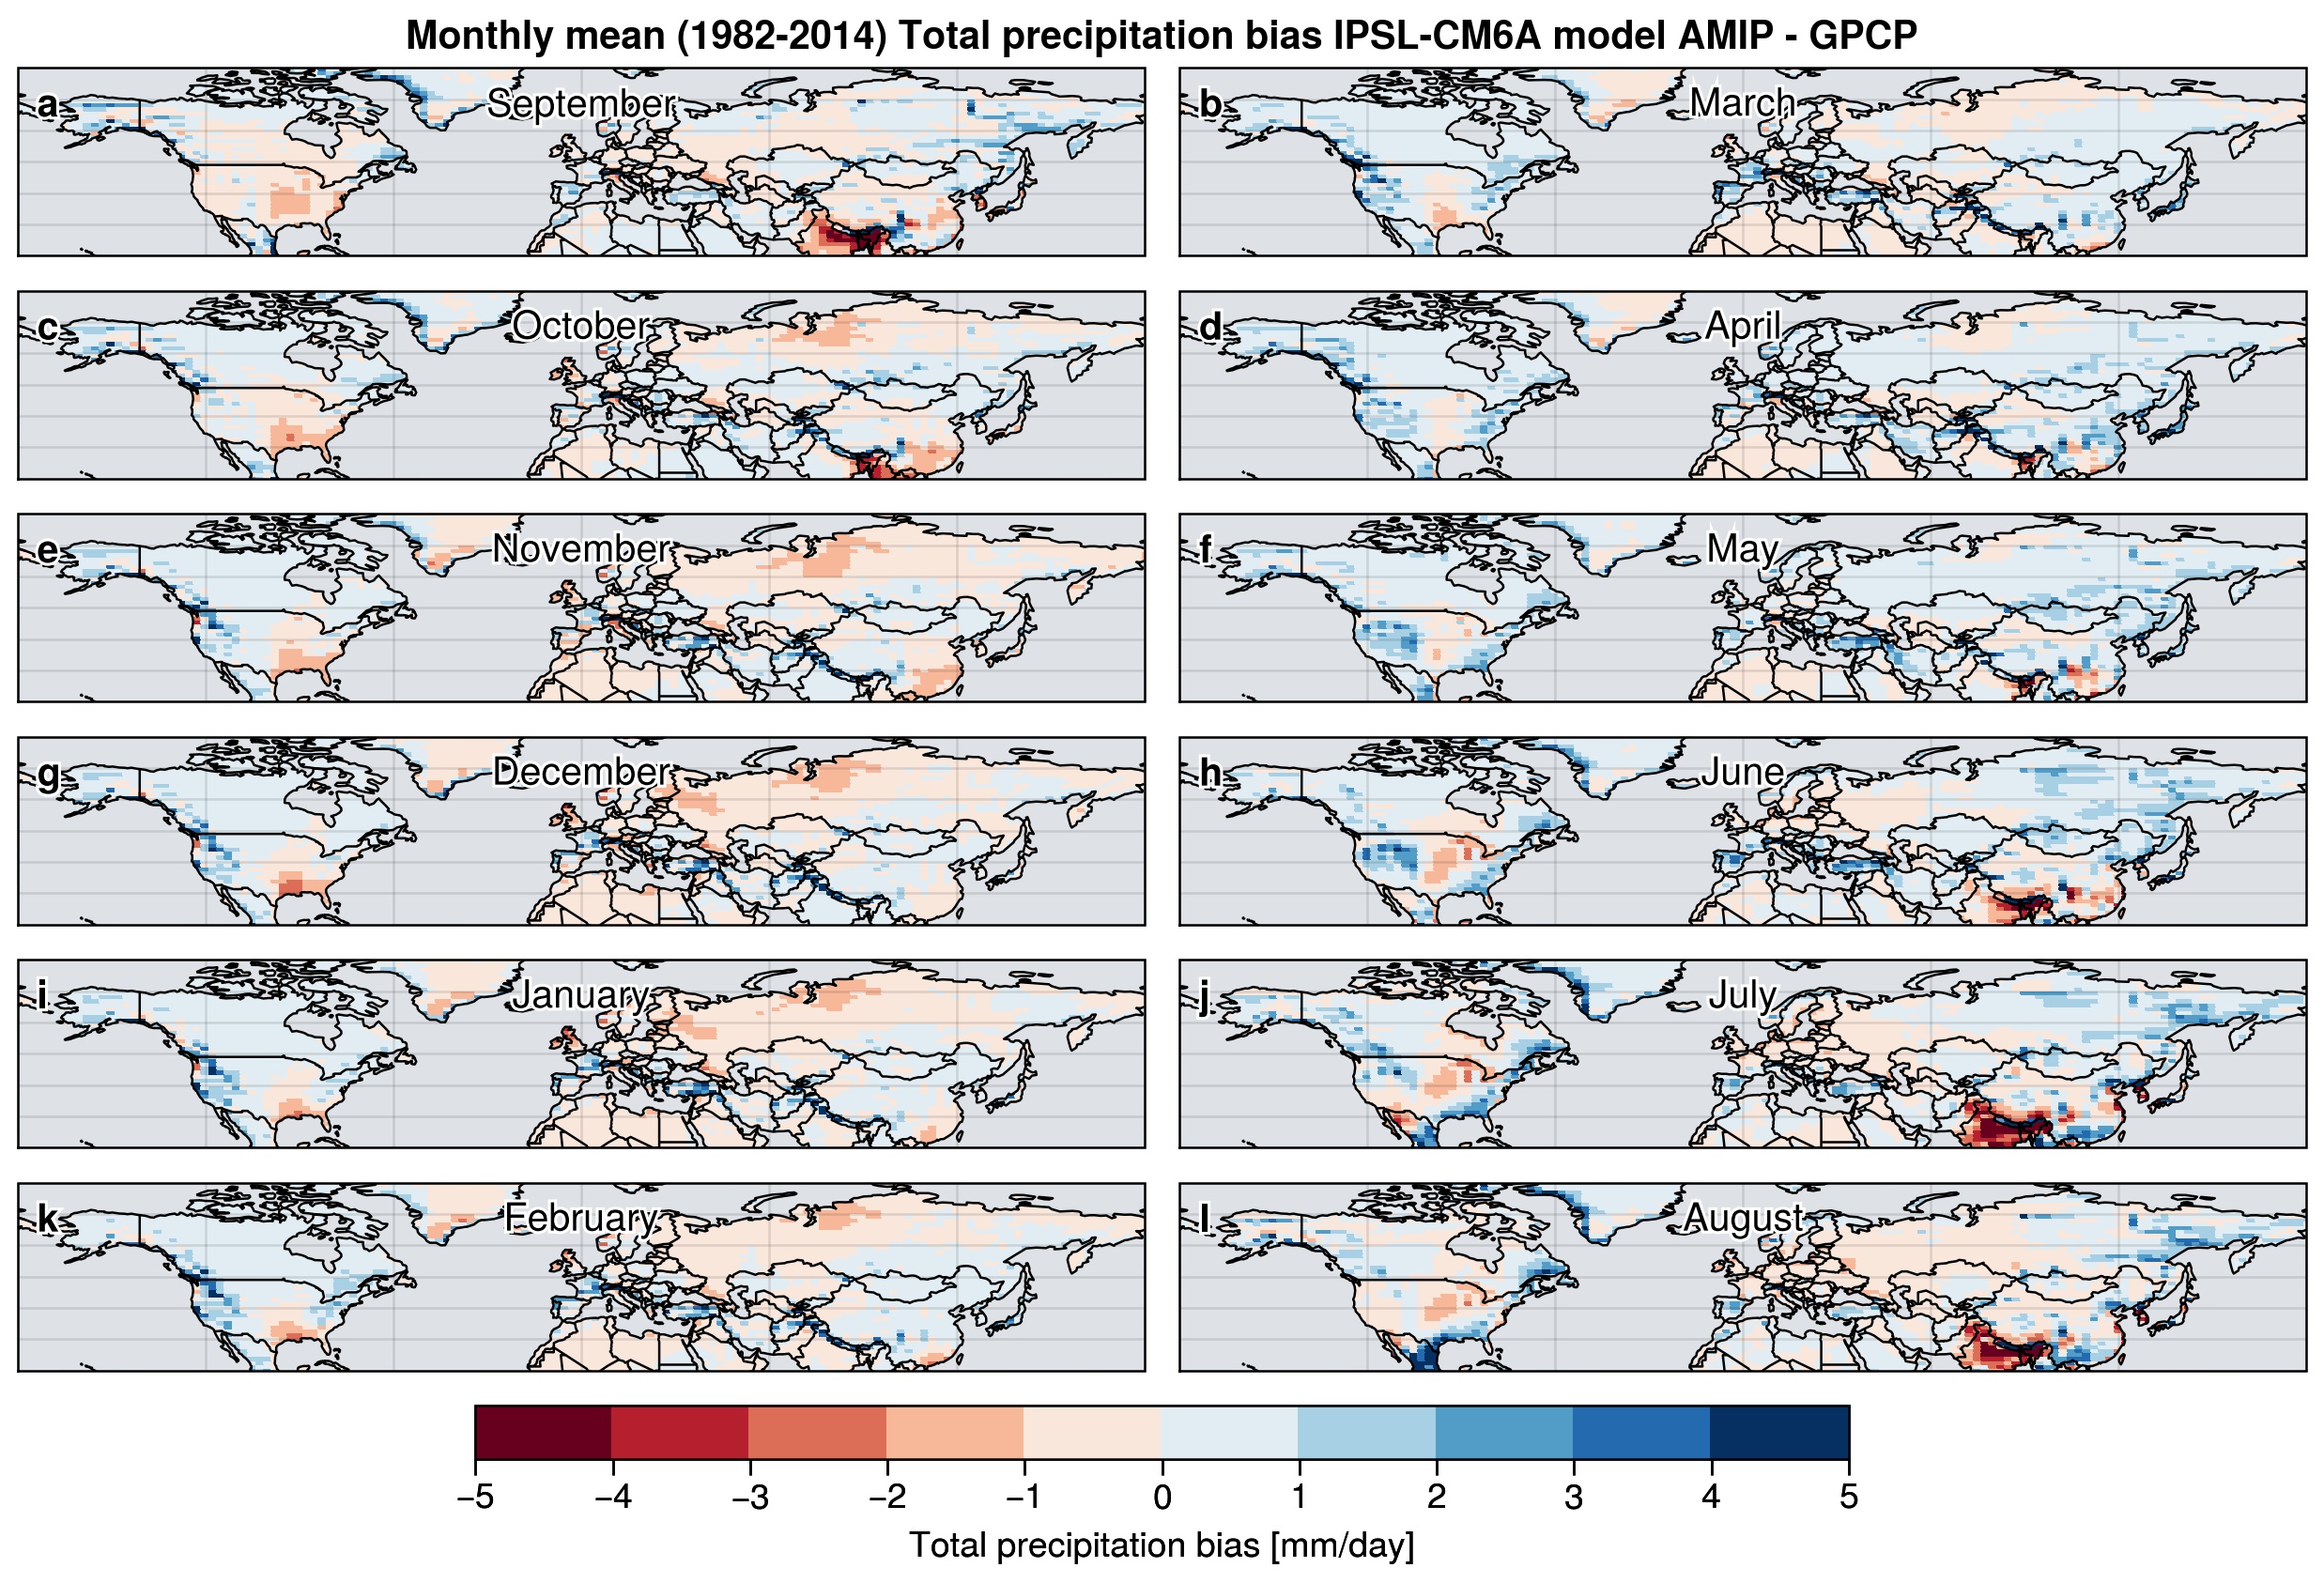 Monthly mean (1982-2014) Total precipitation bias IPSL-CM6A model AMIP - GPCP
a September
b March
c October
d April
e November
f May
g December
h June
i January
j July
k February
l August
−5 −4 −3 −2 −1 0 1 2 3 4 5
Total precipitation bias [mm/day]